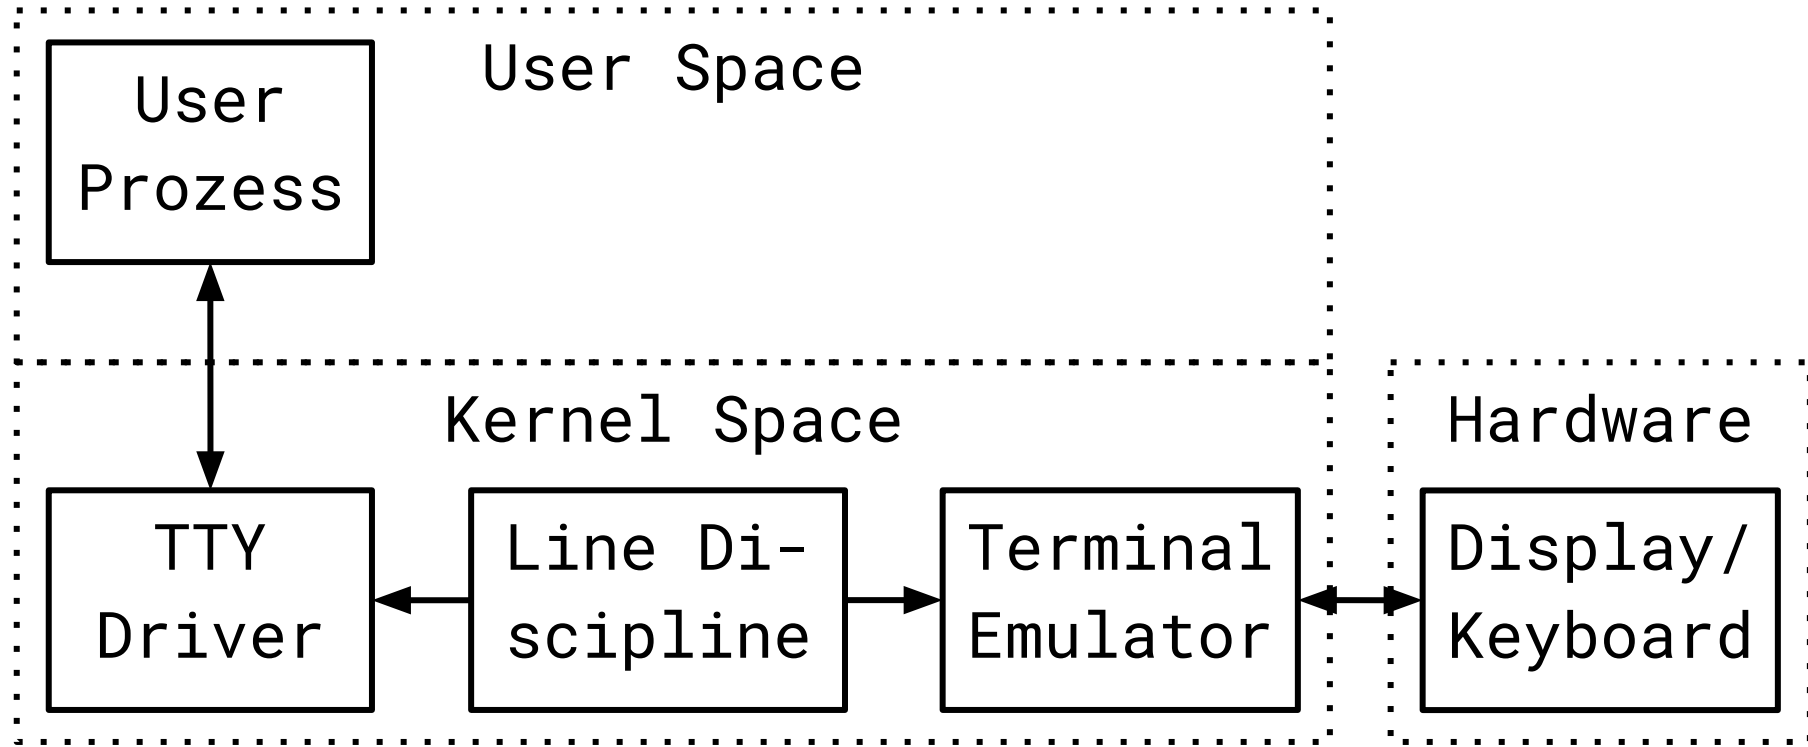 User Space
User
Prozess
Kernel Space
Hardware
TTY
Driver
Line Di-
scipline
Terminal
Emulator
Display/
Keyboard